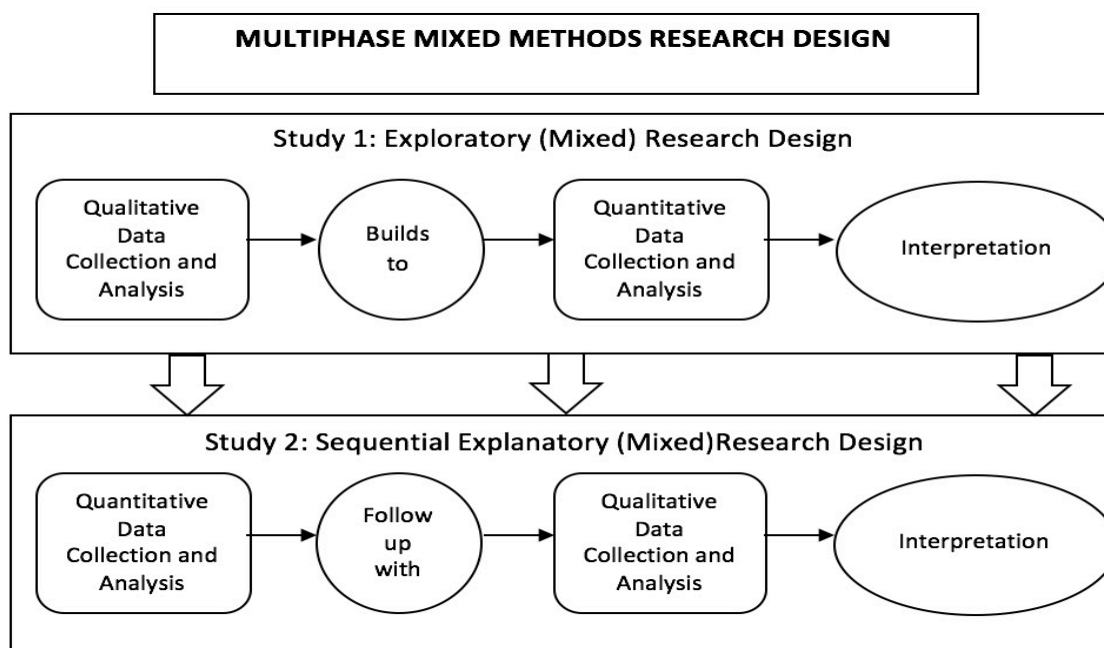 MULTIPHASE MIXED METHODS RESEARCH DESIGN
Study 1: Exploratory (Mixed) Research Design
Qualitative
Data
Collection and
Analysis
Builds
to
Quantitative
Data
Collection and
Analysis
Interpretation
Study 2: Sequential Explanatory (Mixed)Research Design
Quantitative
Data
Collection and
Analysis
Follow
up
with
Qualitative
Data
Collection and
Analysis
Interpretation